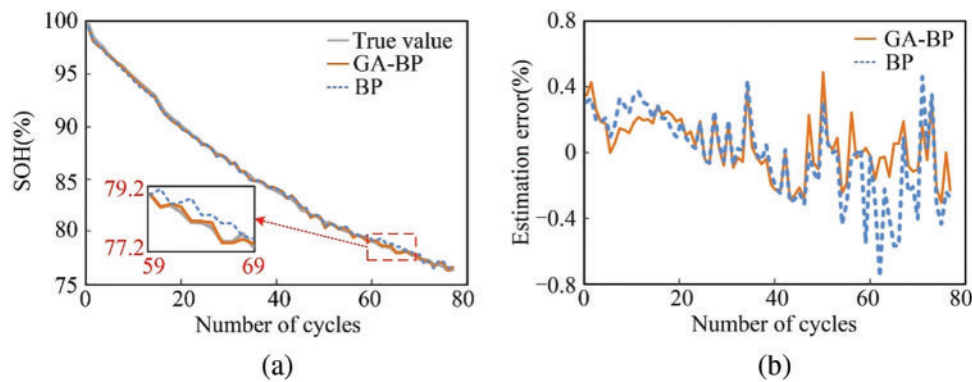 100
95
90
85
80
75
SOH(%)
True value
GA-BP
BP
79.2
77.2
59
69
0
20
40
60
80
Number of cycles
(a)
0.8
0.4
0
-0.4
-0.8
Estimation error(%)
GA-BP
BP
0
20
40
60
80
Number of cycles
(b)